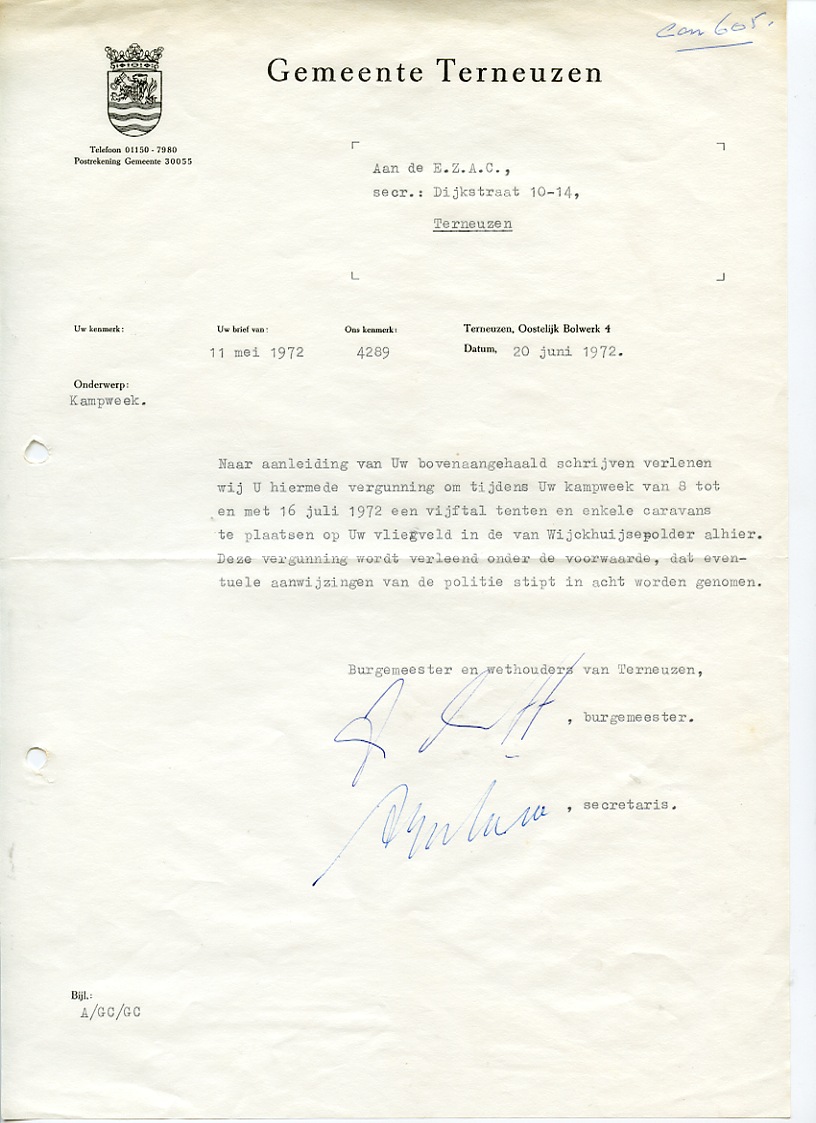 Gemeente Terneuzen
Telefoon 01150 - 7980
Postrekening Gemeente 30055
Aan de E.Z.A.C.,
secr.: Dijkstraat 10-14,
Terneuzen
Uw kenmerk:
Uw brief van:
11 mei 1972
Ons kenmerk:
4289
Terneuzen, Oostelijk Bolwerk 4
Datum, 20 juni 1972.
Onderwerp:
Kampweek.
Naar aanleiding van Uw bovenaangehaald schrijven verlenen
wij U hiermede vergunning om tijdens Uw kampweek van 8 tot
en met 16 juli 1972 een vijftal tenten en enkele caravans
te plaatsen op Uw vliegveld in de van Wijckhuijsepolder alhier.
Deze vergunning wordt verleend onder de voorwaarde, dat even-
tuele aanwijzingen van de politie stipt in acht worden genomen.
Burgemeester en wethouders van Terneuzen,
, burgemeester.
, secretaris.
Bijl.:
A/GC/GC